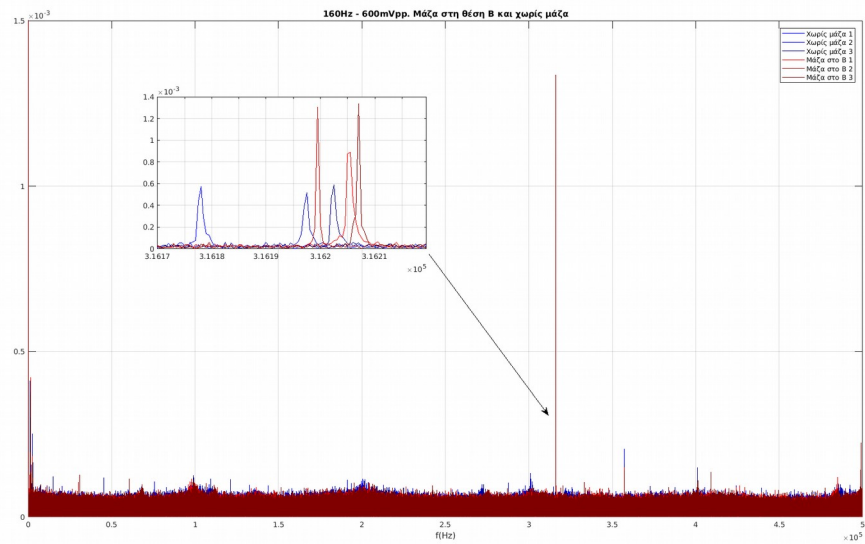 160Hz - 600mVpp. Μάζα στη θέση Β και χωρίς μάζα
1.5 ×10⁻³
Χωρίς μάζα 1
Χωρίς μάζα 2
Χωρίς μάζα 3
Μάζα στο Β 1
Μάζα στο Β 2
Μάζα στο Β 3
1.4 ×10⁻³
1.2
1
0.8
0.6
0.4
0.2
0
3.1617 3.1618 3.1619 3.162 3.1621
×10⁵
1
0.5
0
0 0.5 1 1.5 2 2.5 3 3.5 4 4.5 5
f(Hz)
×10⁵